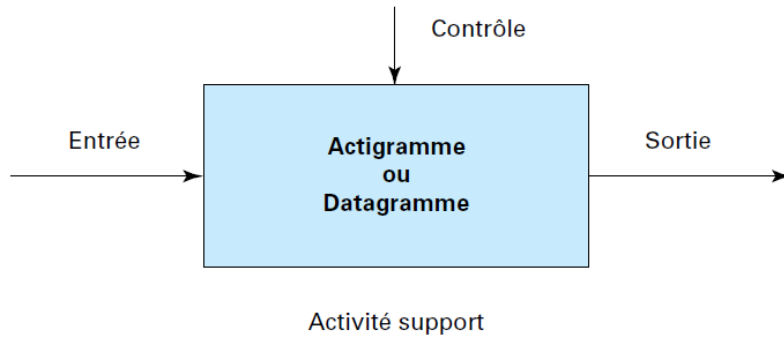 Contrôle
Entrée
Sortie
Actigramme
ou
Datagramme
Activité support